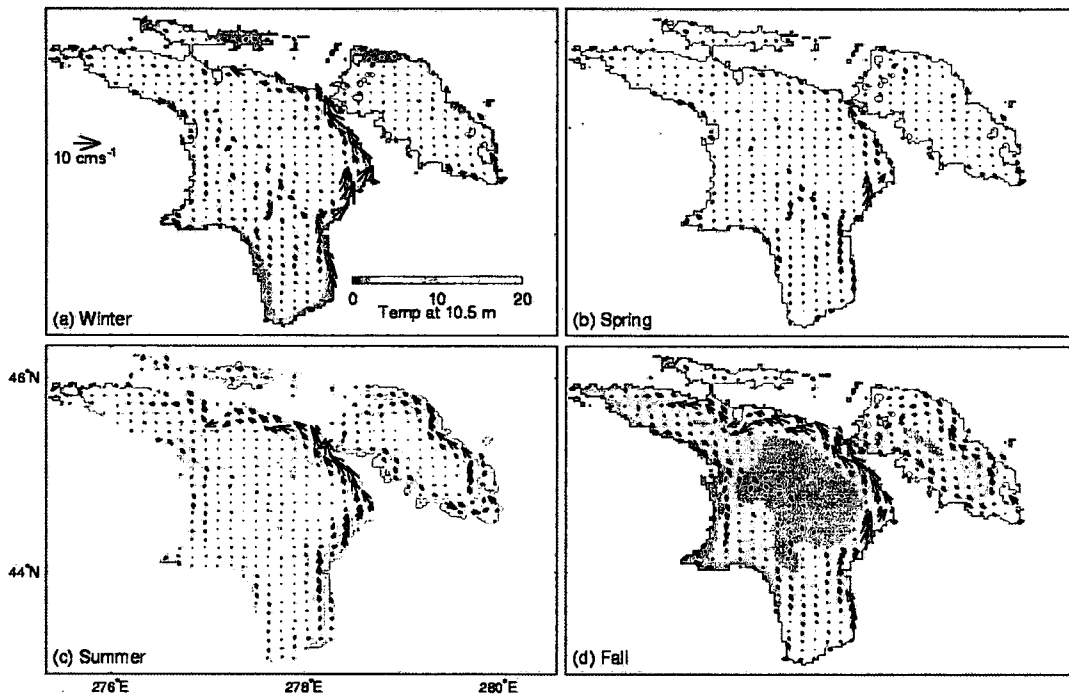 10 cms⁻¹
0 10 20
Temp at 10.5 m
(a) Winter
(b) Spring
46°N
44°N
(c) Summer
(d) Fall
276°E 278°E 280°E